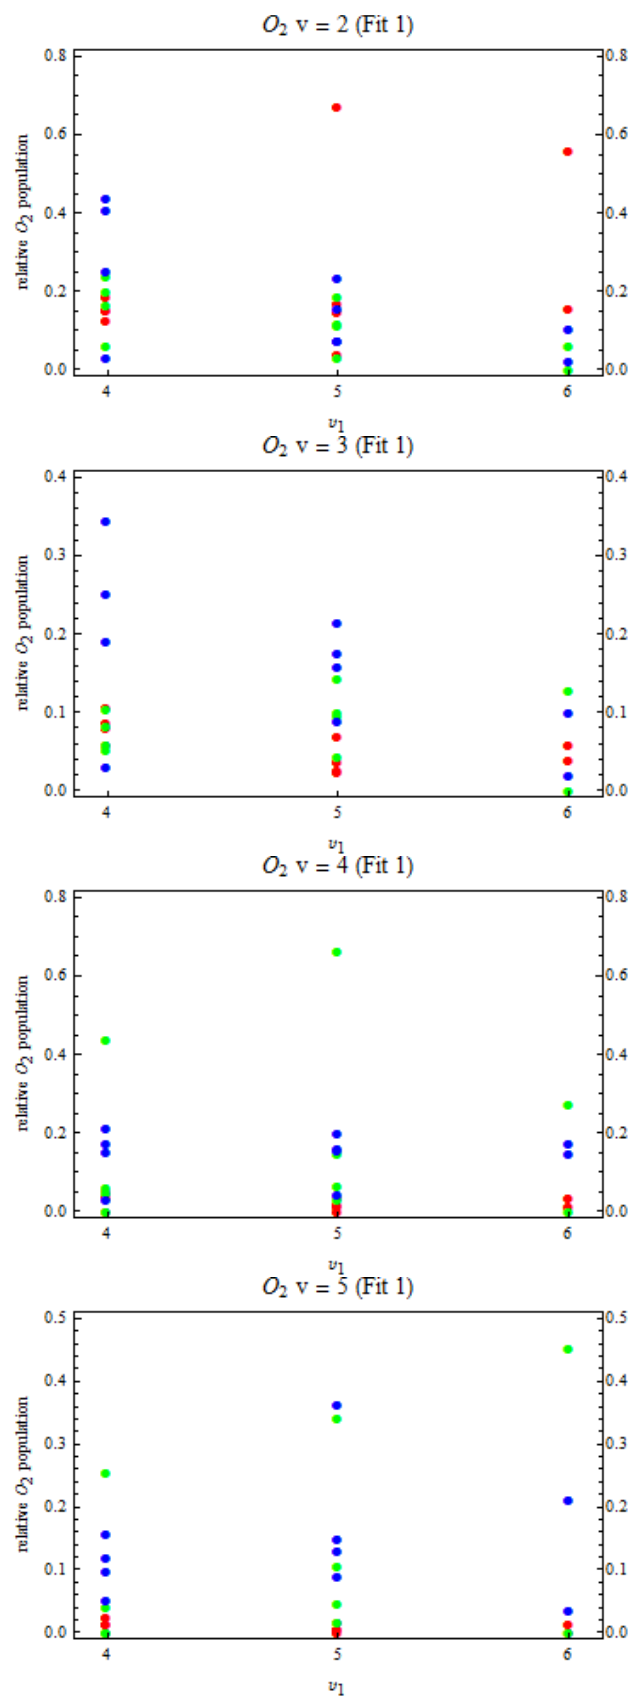 O2 v = 2 (Fit 1)
0.8 0.8
0.6 0.6
0.4 0.4
0.2 0.2
0.0 0.0
relative O2 population
4 5 6
υ1
O2 v = 3 (Fit 1)
0.4 0.4
0.3 0.3
0.2 0.2
0.1 0.1
0.0 0.0
relative O2 population
4 5 6
υ1
O2 v = 4 (Fit 1)
0.8 0.8
0.6 0.6
0.4 0.4
0.2 0.2
0.0 0.0
relative O2 population
4 5 6
υ1
O2 v = 5 (Fit 1)
0.5 0.5
0.4 0.4
0.3 0.3
0.2 0.2
0.1 0.1
0.0 0.0
relative O2 population
4 5 6
υ1